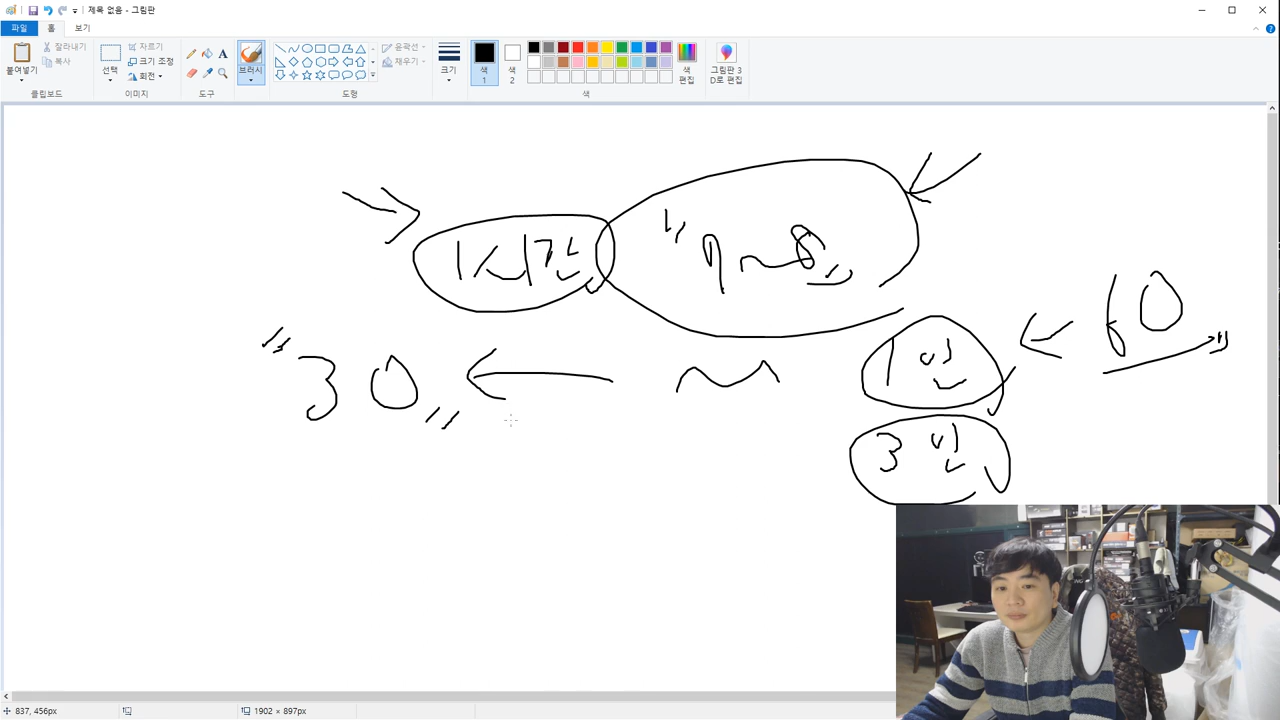 제목 없음 - 그림판
파일 홈 보기
붙여넣기
잘라내기
복사
클립보드
선택
자르기
크기 조정
회전
이미지
A
도구
브러시
윤곽선
채우기
도형
크기
색 1
색 2
색 편집
색
그림판 3D로 편집
1시간
"9~8"
60"
"30" ← ~ 1만
3만
837, 456px
1902 × 897px